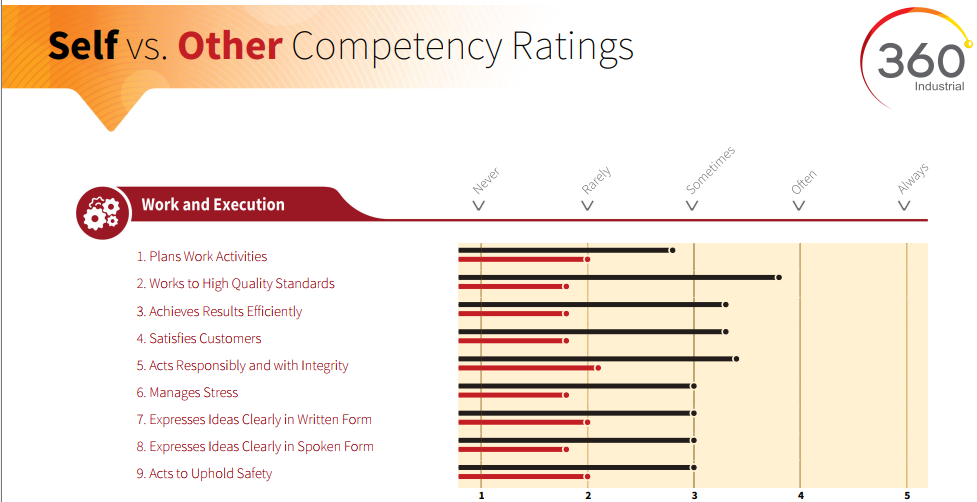 Self vs. Other Competency Ratings
360
Industrial
Never
Rarely
Sometimes
Often
Always
Work and Execution
1. Plans Work Activities
2. Works to High Quality Standards
3. Achieves Results Efficiently
4. Satisfies Customers
5. Acts Responsibly and with Integrity
6. Manages Stress
7. Expresses Ideas Clearly in Written Form
8. Expresses Ideas Clearly in Spoken Form
9. Acts to Uphold Safety
1 2 3 4 5